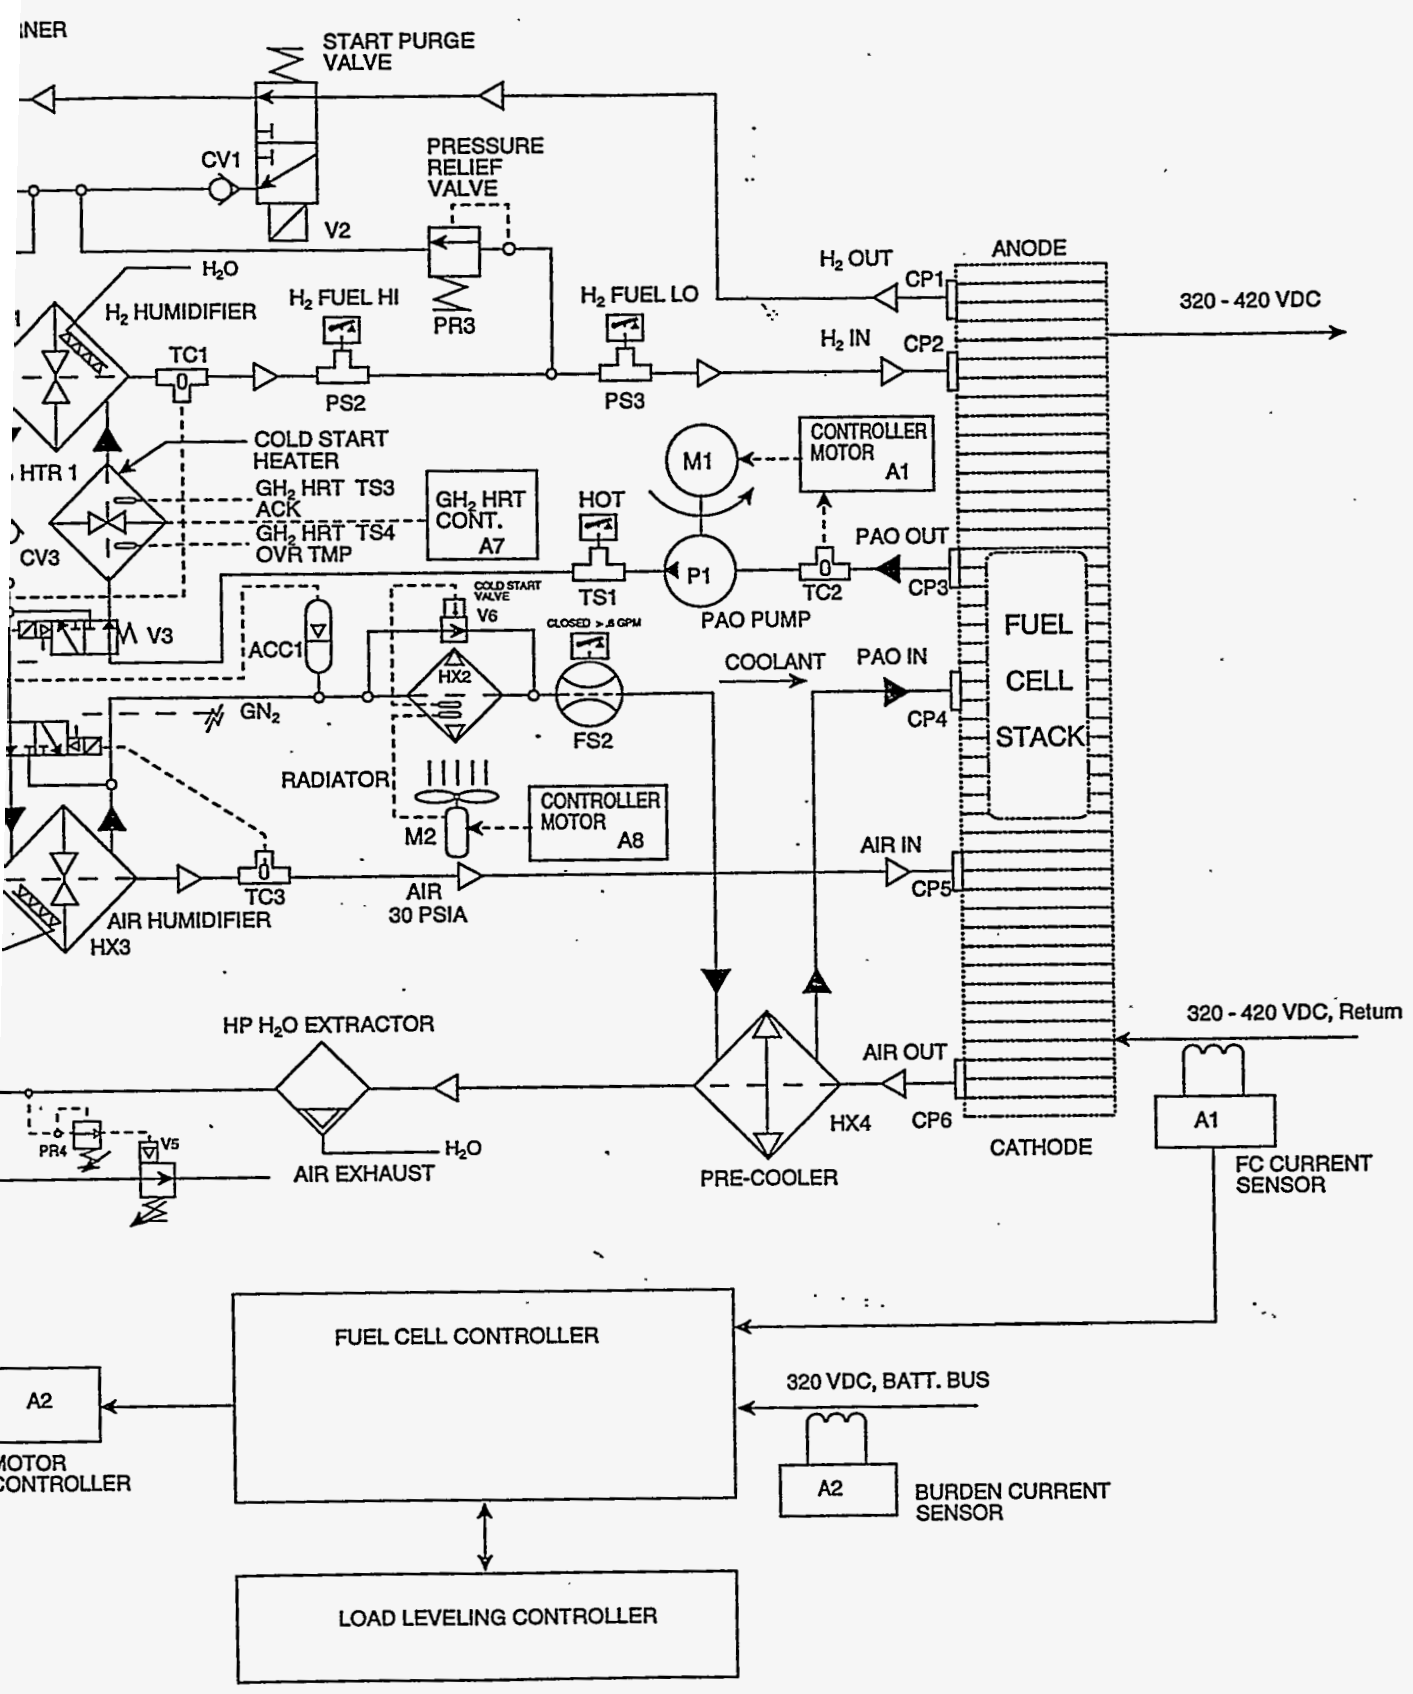 START PURGE
VALVE
CV1
V2
PRESSURE
RELIEF
VALVE
PR3
H₂O
H₂ HUMIDIFIER
H₂ FUEL HI
H₂ FUEL LO
TC1
PS2
PS3
H₂ OUT
CP1
H₂ IN
CP2
ANODE
320 - 420 VDC
HTR 1
COLD START
HEATER
GH₂ HRT TS3
ACK
GH₂ HRT TS4
OVR TMP
GH₂ HRT
CONT.
A7
CV3
M1
CONTROLLER
MOTOR
A1
HOT
TS1
P1
PAO PUMP
TC2
PAO OUT
CP3
COLD START
VALVE
V6
CLOSED > .6 GPM
V3
ACC1
HX2
GN₂
FS2
COOLANT
PAO IN
CP4
FUEL
CELL
STACK
RADIATOR
M2
CONTROLLER
MOTOR
A8
AIR IN
CP5
TC3
AIR
30 PSIA
AIR HUMIDIFIER
HX3
HP H₂O EXTRACTOR
H₂O
AIR EXHAUST
PR4
V5
AIR OUT
CP6
HX4
PRE-COOLER
CATHODE
320 - 420 VDC, Return
A1
FC CURRENT
SENSOR
FUEL CELL CONTROLLER
320 VDC, BATT. BUS
A2
BURDEN CURRENT
SENSOR
A2
MOTOR
CONTROLLER
LOAD LEVELING CONTROLLER